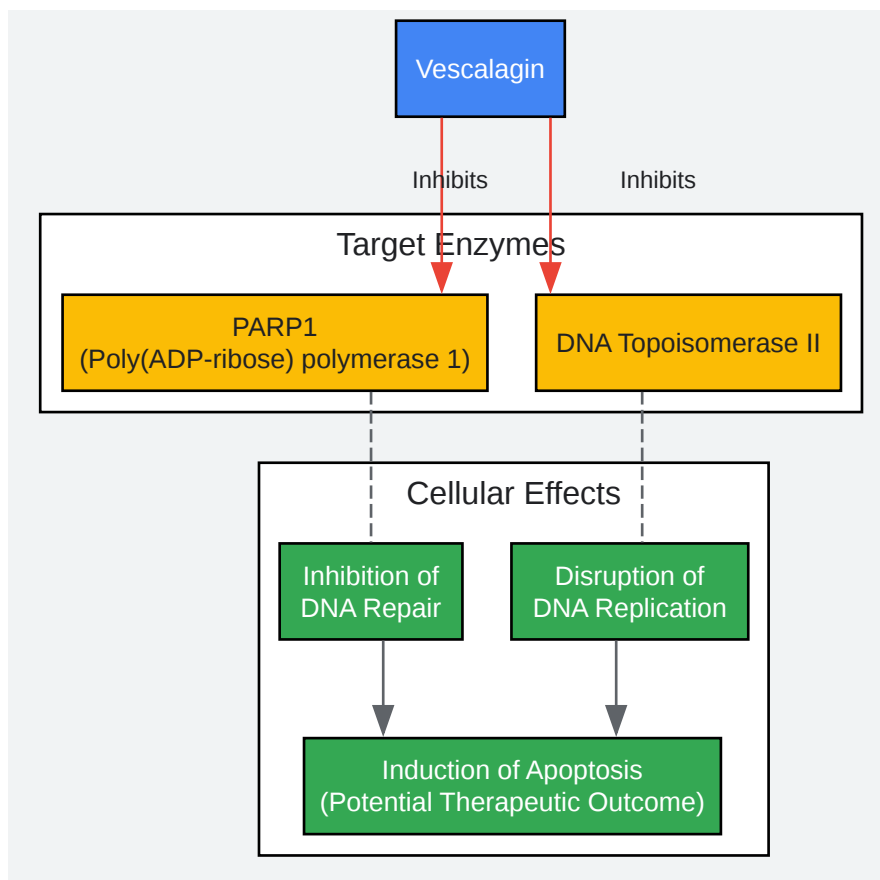 Vescalagin
Inhibits
Inhibits
Target Enzymes
PARP1
(Poly(ADP-ribose) polymerase 1)
DNA Topoisomerase II
Cellular Effects
Inhibition of
DNA Repair
Disruption of
DNA Replication
Induction of Apoptosis
(Potential Therapeutic Outcome)